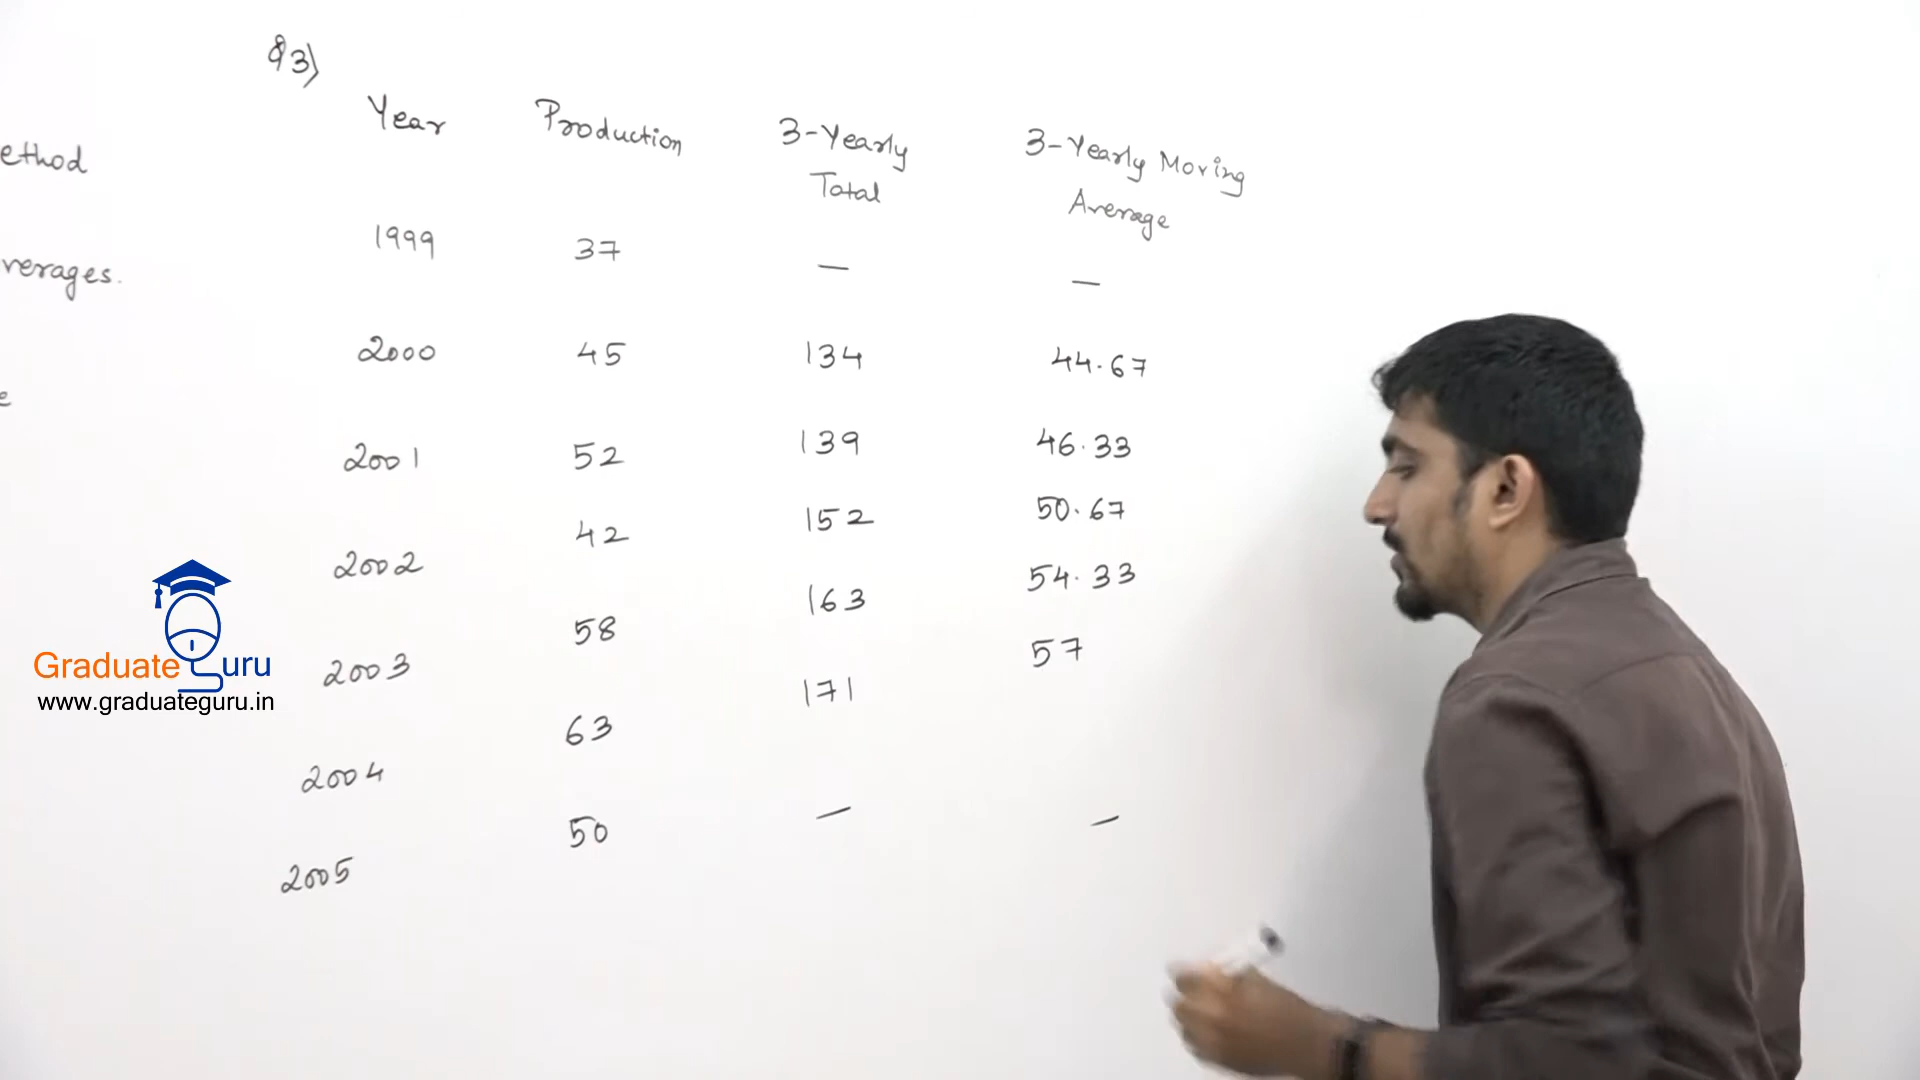 Q3)
Year Production 3-Yearly Total 3-Yearly Moving Average
1999 37 — —
2000 45 134 44.67
2001 52 139 46.33
2002 42 152 50.67
2003 58 163 54.33
2004 63 171 57
2005 50 — —
ethod
verages.
e
GraduateGuru
www.graduateguru.in